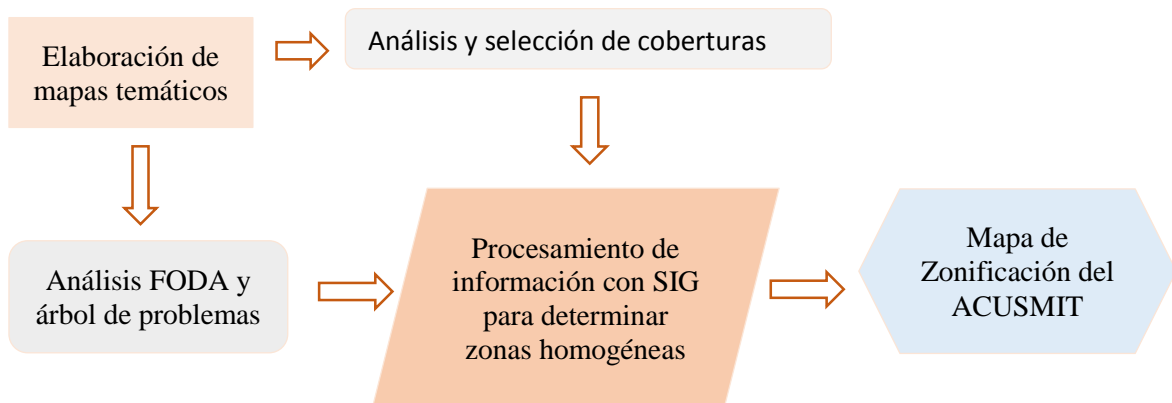 Elaboración de
mapas temáticos
Análisis y selección de coberturas
Análisis FODA y
árbol de problemas
Procesamiento de
información con SIG
para determinar
zonas homogéneas
Mapa de
Zonificación del
ACUSMIT